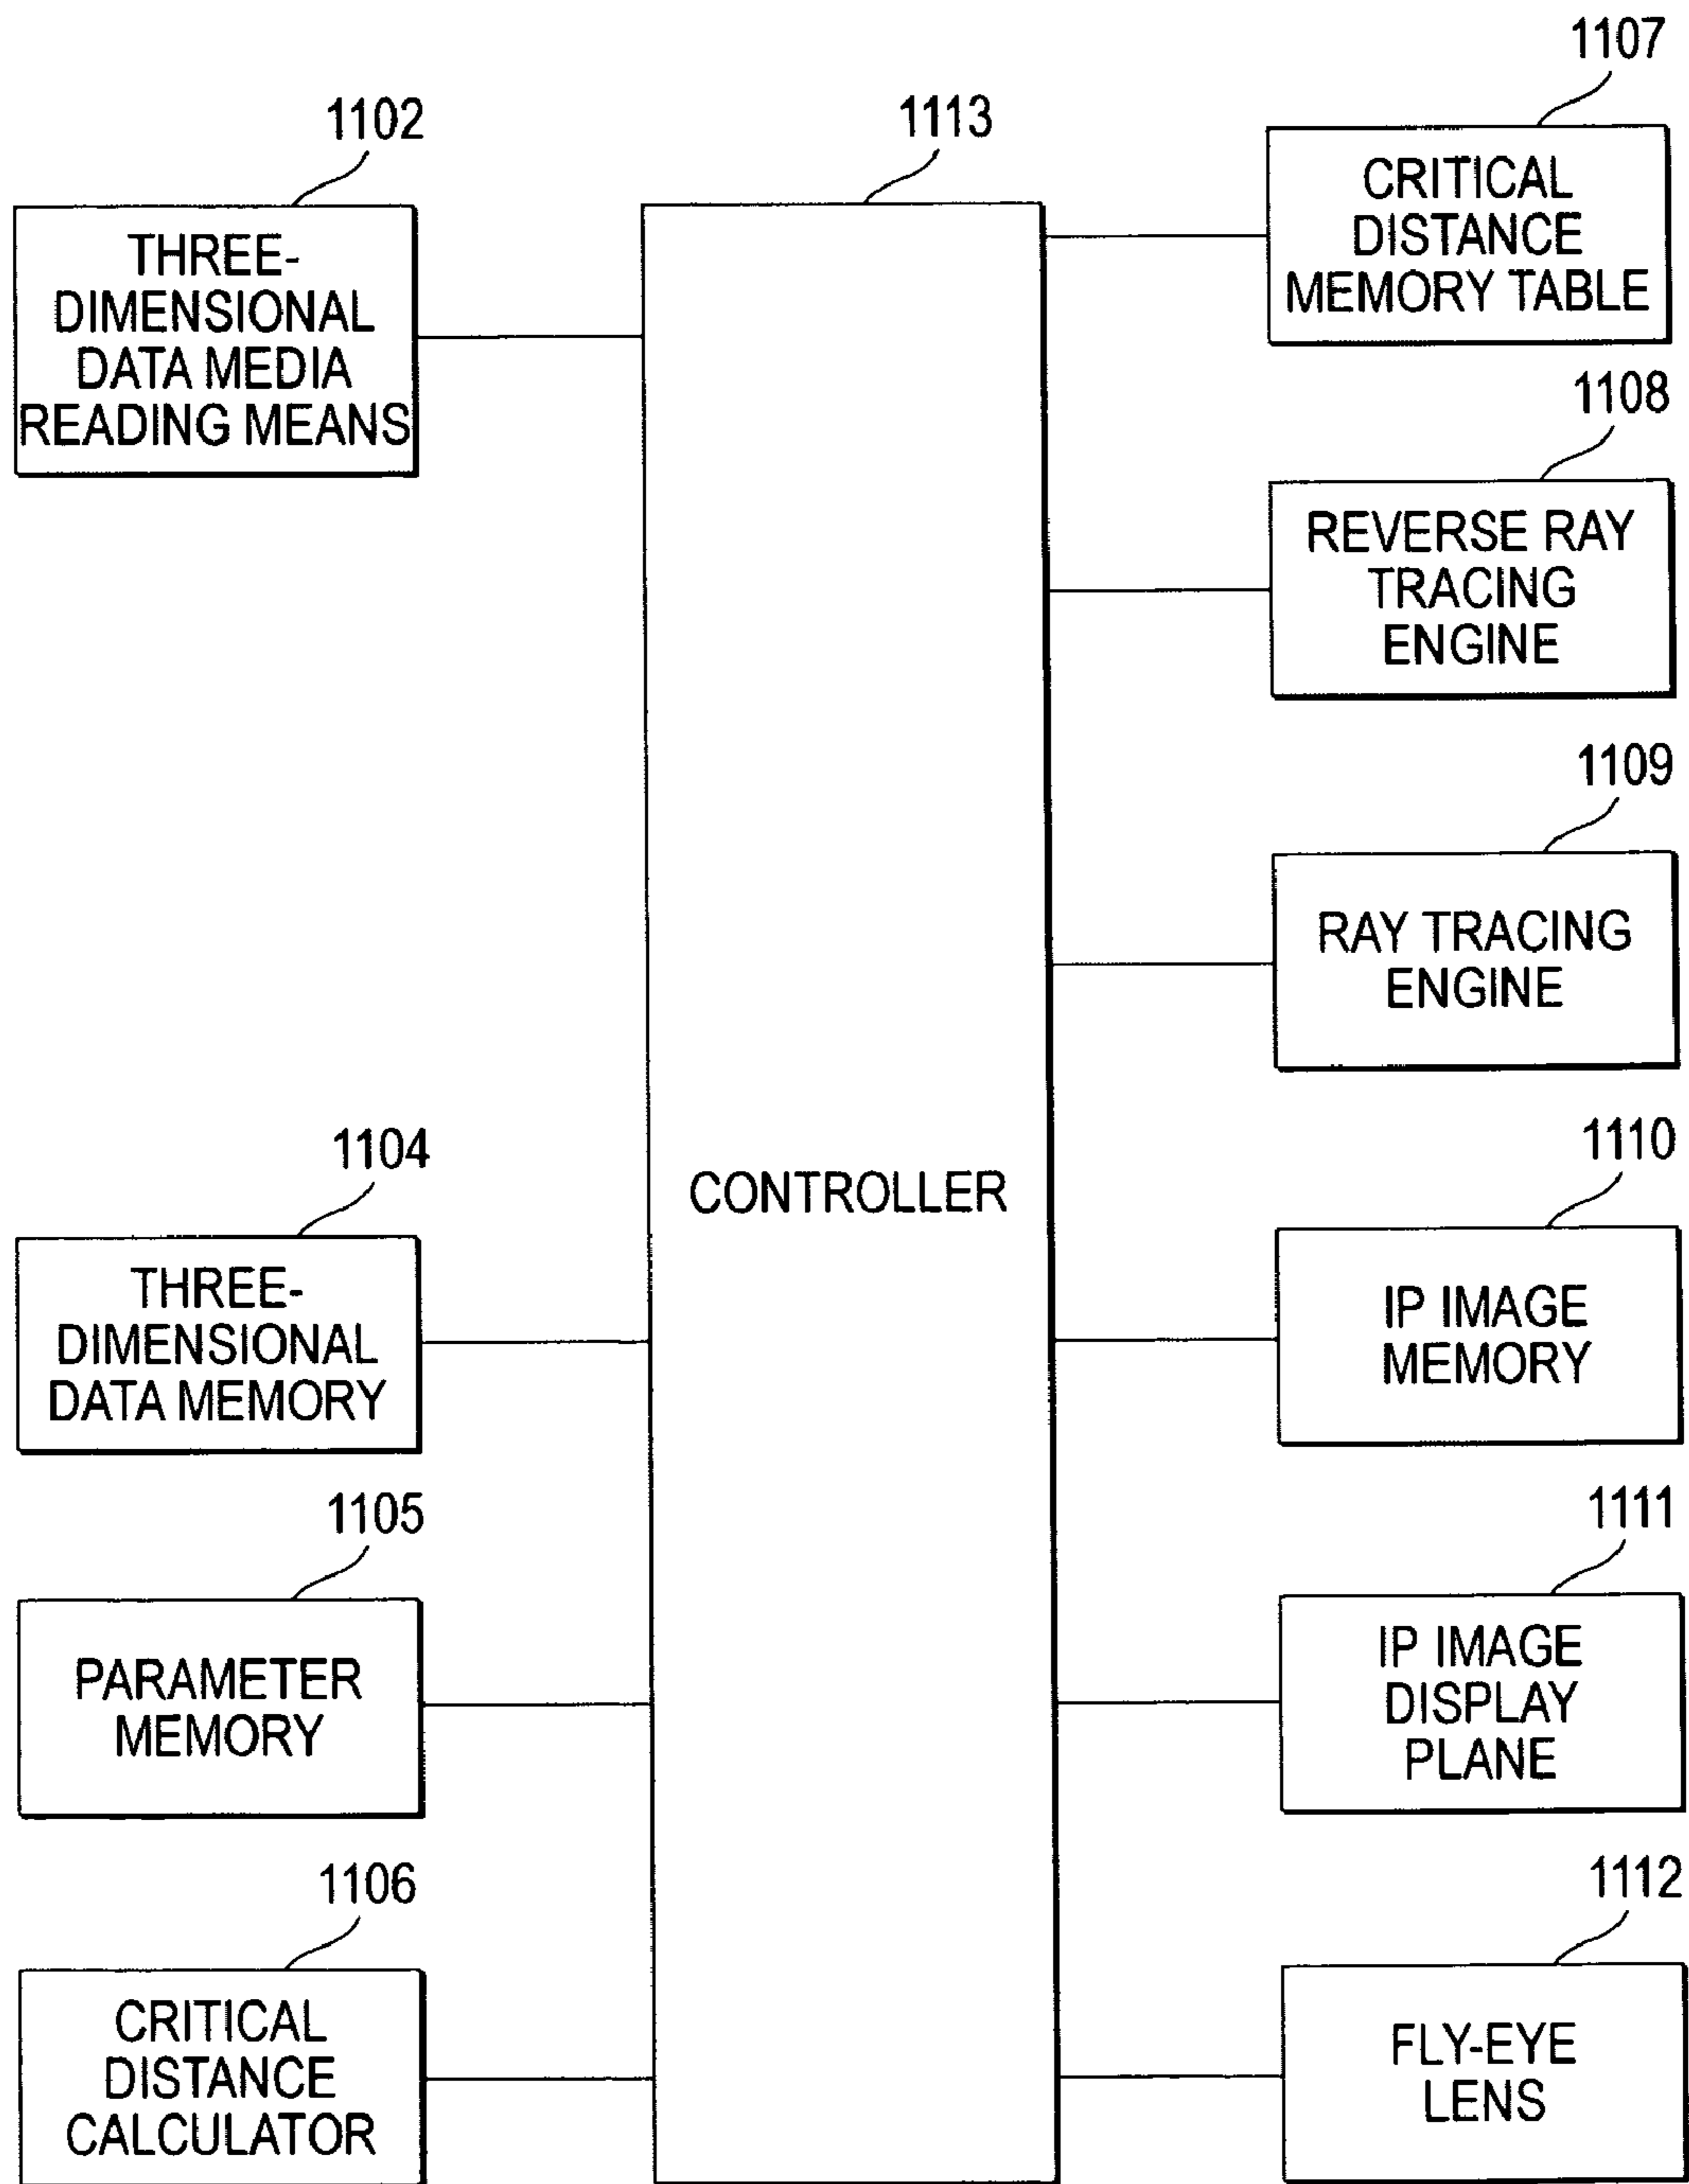 1102
THREE-
DIMENSIONAL
DATA MEDIA
READING MEANS
1104
THREE-
DIMENSIONAL
DATA MEMORY
1105
PARAMETER
MEMORY
1106
CRITICAL
DISTANCE
CALCULATOR
1113
CONTROLLER
1107
CRITICAL
DISTANCE
MEMORY TABLE
1108
REVERSE RAY
TRACING
ENGINE
1109
RAY TRACING
ENGINE
1110
IP IMAGE
MEMORY
1111
IP IMAGE
DISPLAY
PLANE
1112
FLY-EYE
LENS